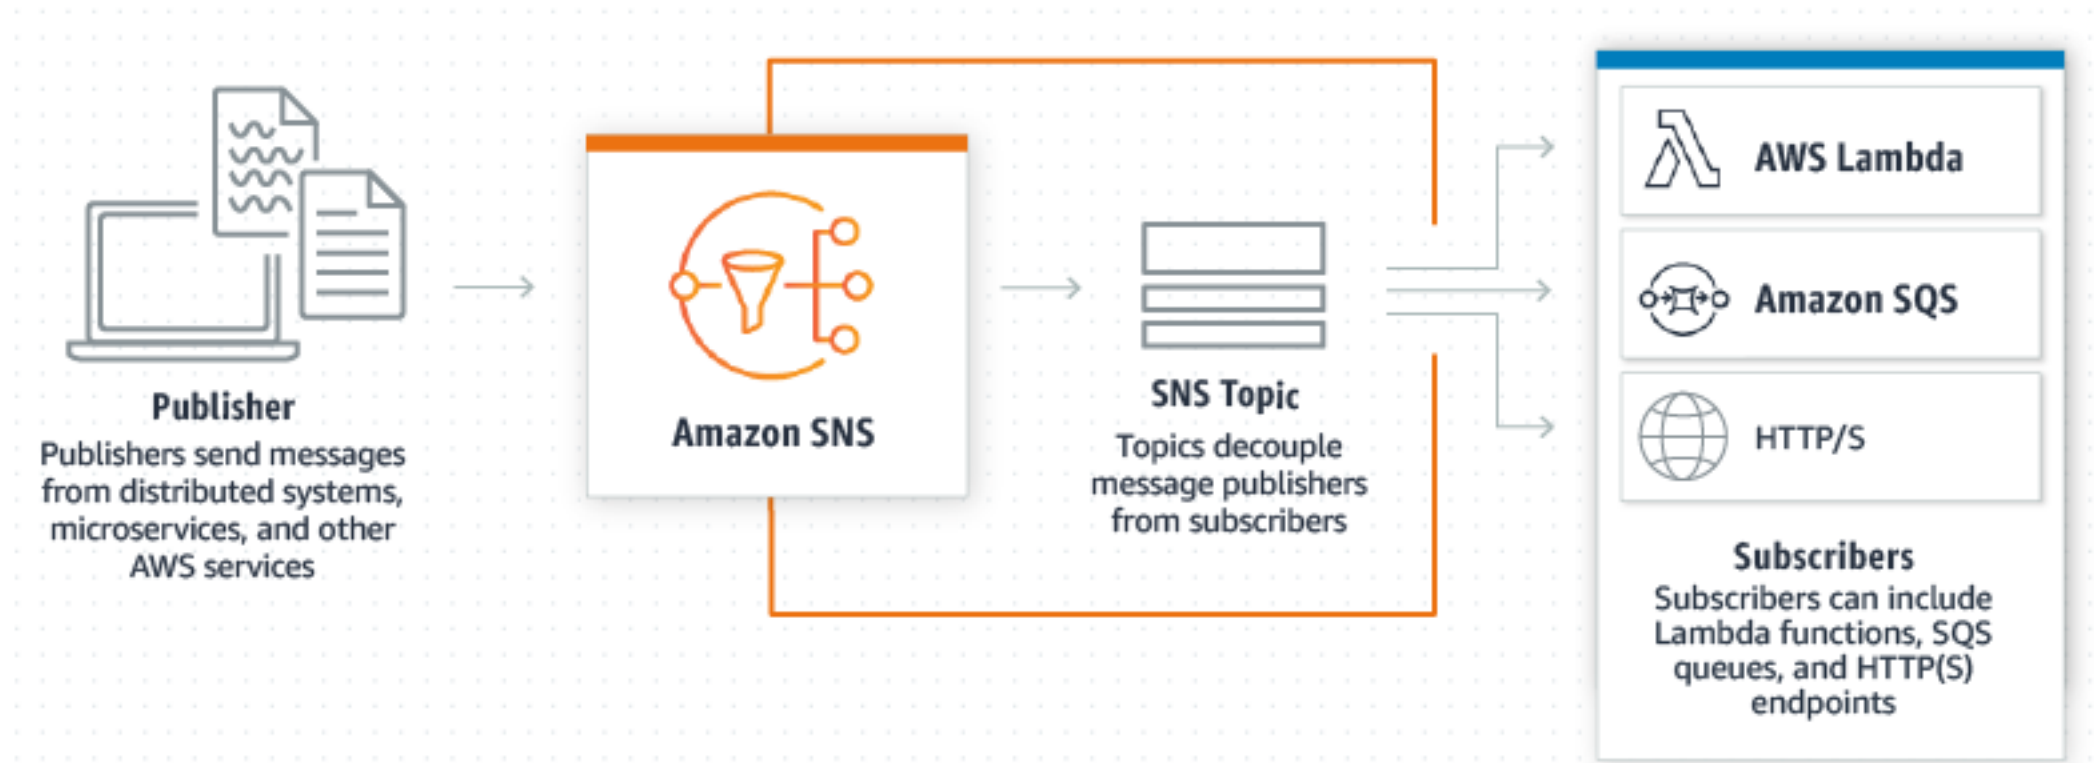 Publisher
Publishers send messages
from distributed systems,
microservices, and other
AWS services
Amazon SNS
SNS Topic
Topics decouple
message publishers
from subscribers
AWS Lambda
Amazon SQS
HTTP/S
Subscribers
Subscribers can include
Lambda functions, SQS
queues, and HTTP(S)
endpoints